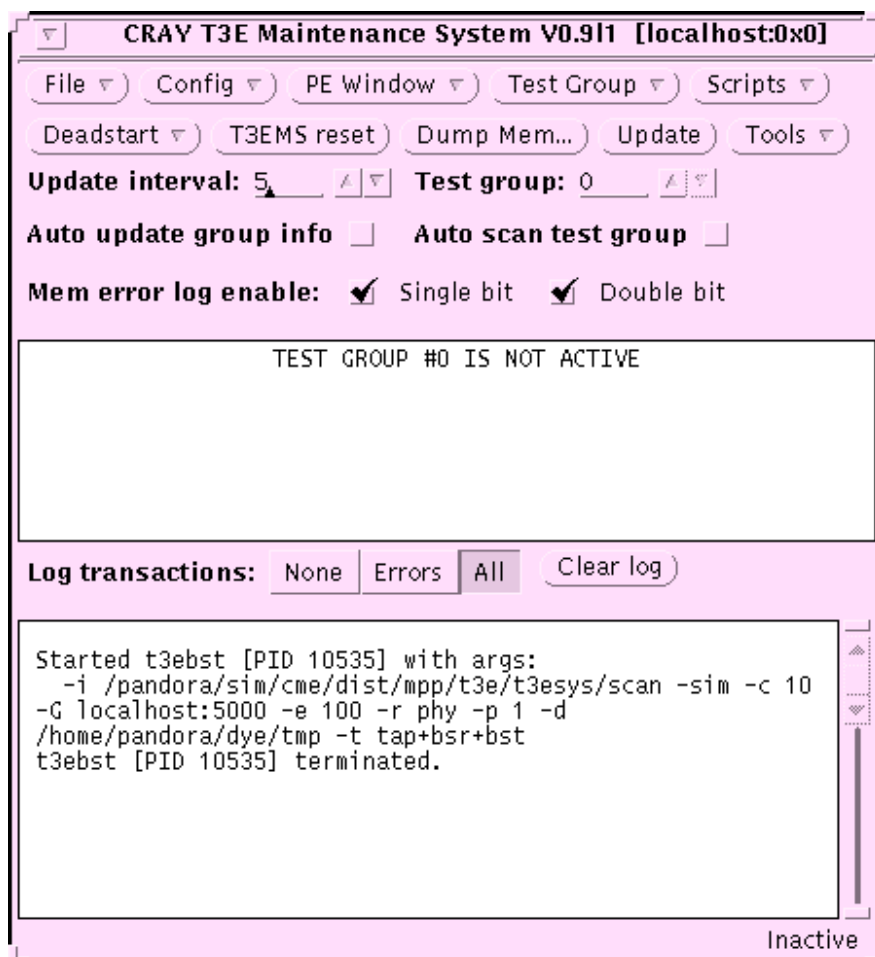 CRAY T3E Maintenance System V0.9l1 [localhost:0x0]
File Config PE Window Test Group Scripts
Deadstart T3EMS reset Dump Mem... Update Tools
Update interval: 5 Test group: 0
Auto update group info Auto scan test group
Mem error log enable: Single bit Double bit
TEST GROUP #0 IS NOT ACTIVE
Log transactions: None Errors All Clear log
Started t3ebst [PID 10535] with args:
-i /pandora/sim/cme/dist/mpp/t3e/t3esys/scan -sim -c 10
-G localhost:5000 -e 100 -r phy -p 1 -d
/home/pandora/dye/tmp -t tap+bsr+bst
t3ebst [PID 10535] terminated.
Inactive